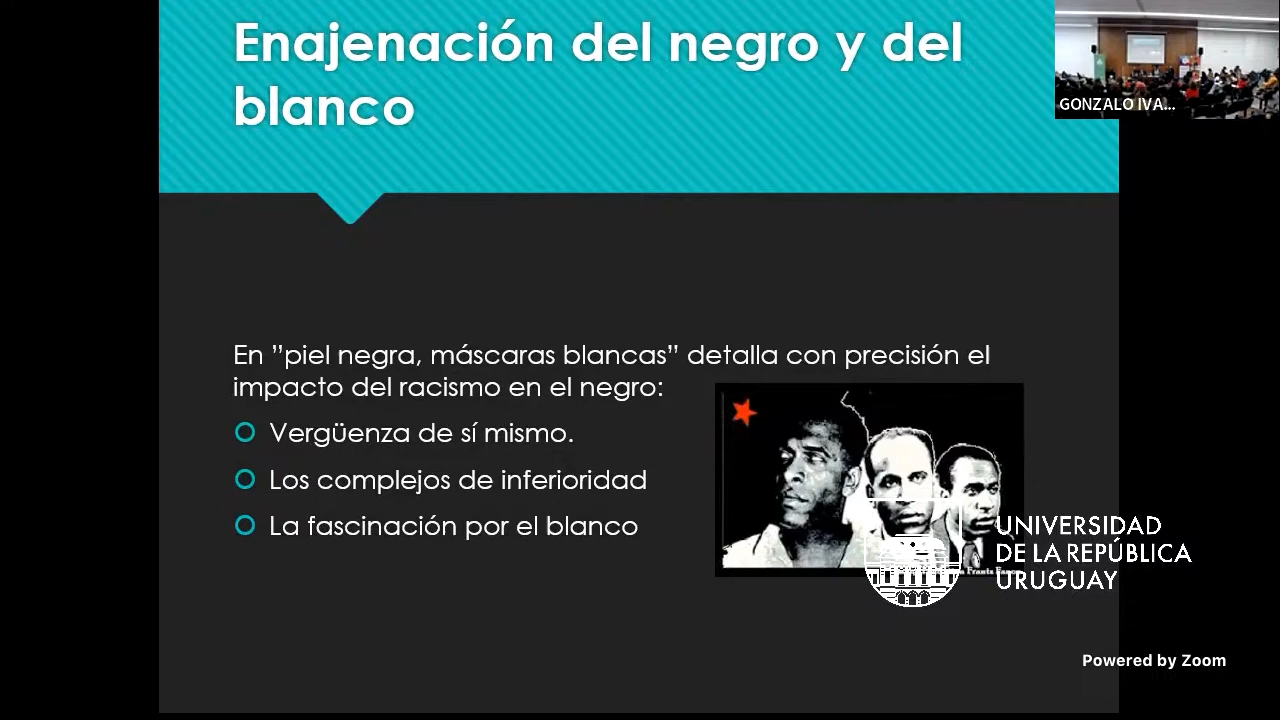 Enajenación del negro y del
blanco
GONZALO IVA...
En ”piel negra, máscaras blancas” detalla con precisión el
impacto del racismo en el negro:
Vergüenza de sí mismo.
Los complejos de inferioridad
La fascinación por el blanco
Frantz Fanon
UNIVERSIDAD
DE LA REPÚBLICA
URUGUAY
Powered by Zoom